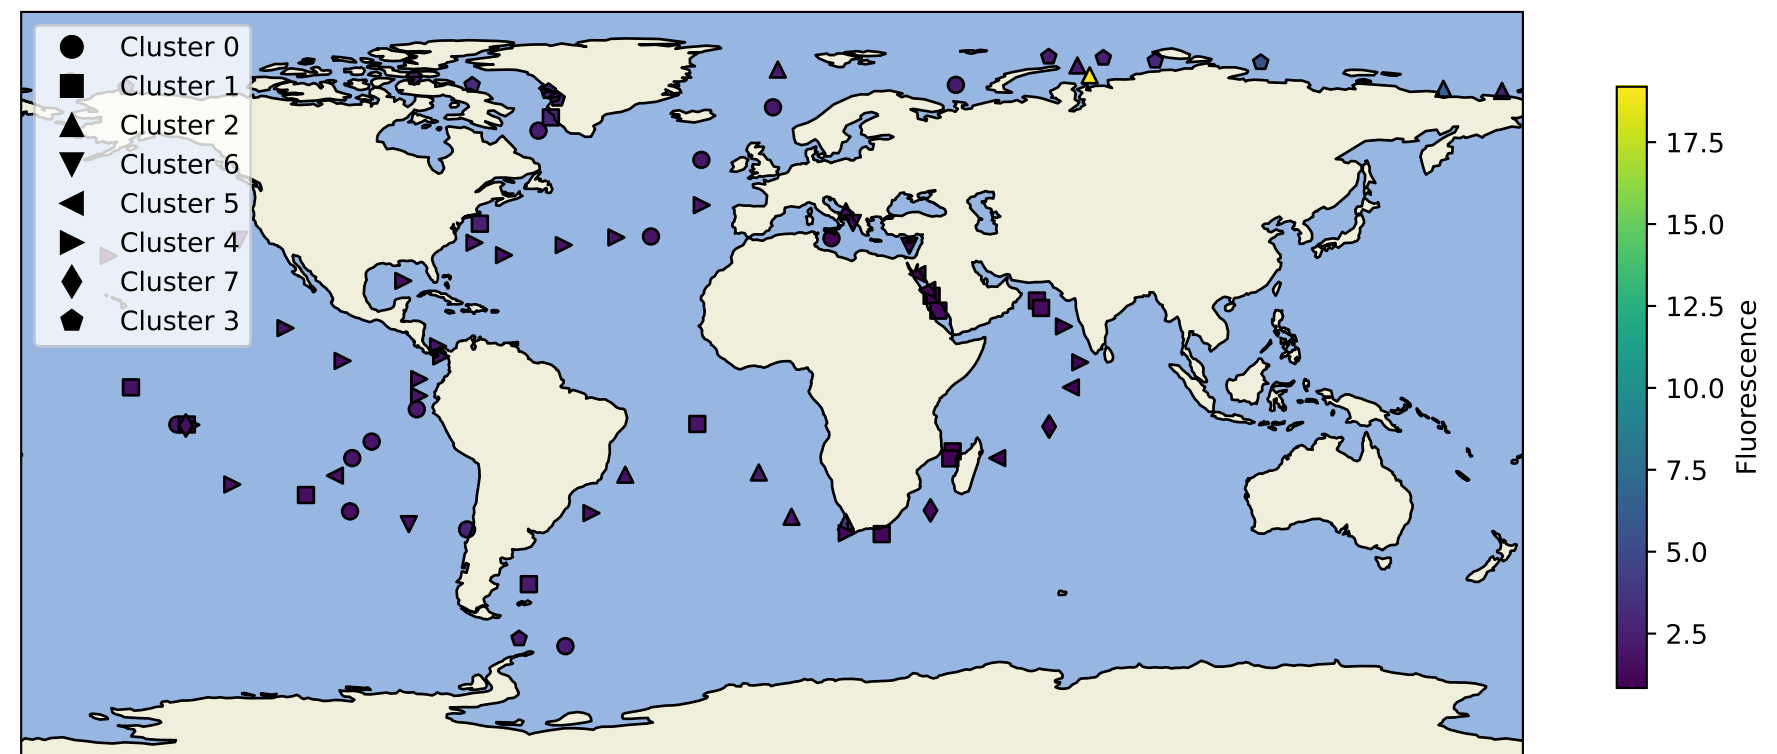 Cluster 0
Cluster 1
Cluster 2
Cluster 6
Cluster 5
Cluster 4
Cluster 7
Cluster 3
17.5
15.0
12.5
10.0
7.5
5.0
2.5
Fluorescence